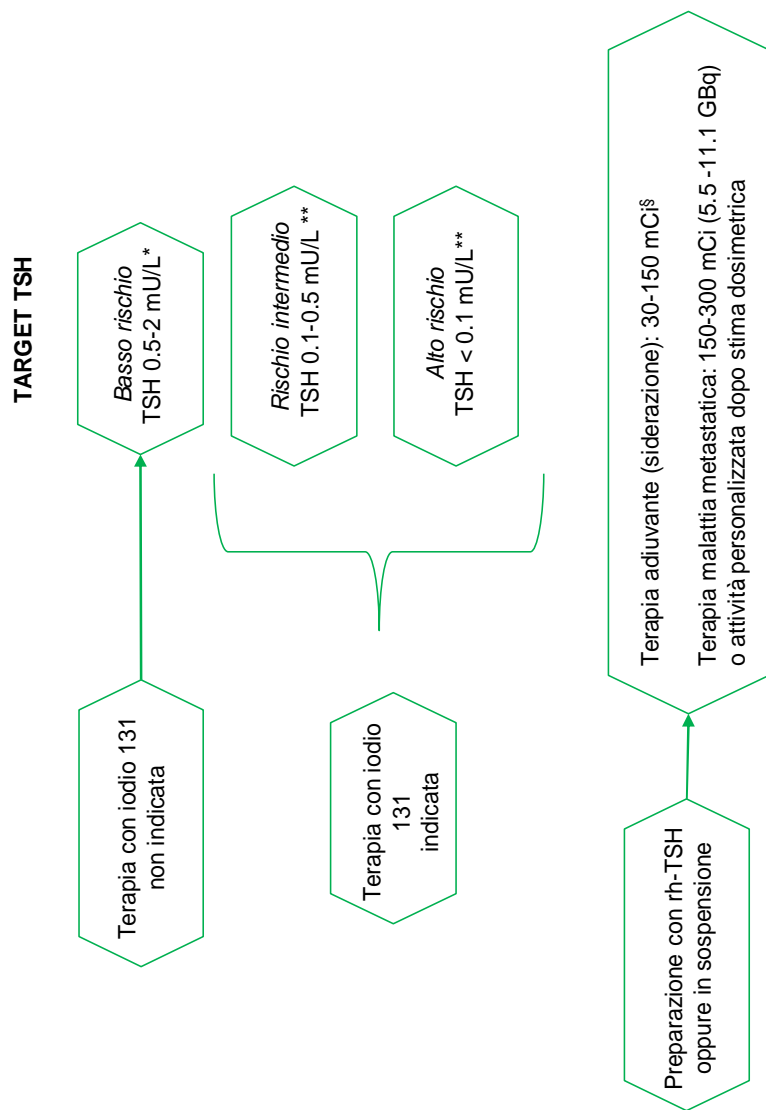 TARGET TSH
Terapia con iodio 131
non indicata
Basso rischio
TSH 0.5-2 mU/L*
Rischio intermedio
TSH 0.1-0.5 mU/L **
Terapia con iodio
131
indicata
Alto rischio
TSH < 0.1 mU/L**
Preparazione con rh-TSH
oppure in sospensione
Terapia adiuvante (siderazione): 30-150 mCi§
Terapia malattia metastatica: 150-300 mCi (5.5 -11.1 GBq)
o attività personalizzata dopo stima dosimetrica